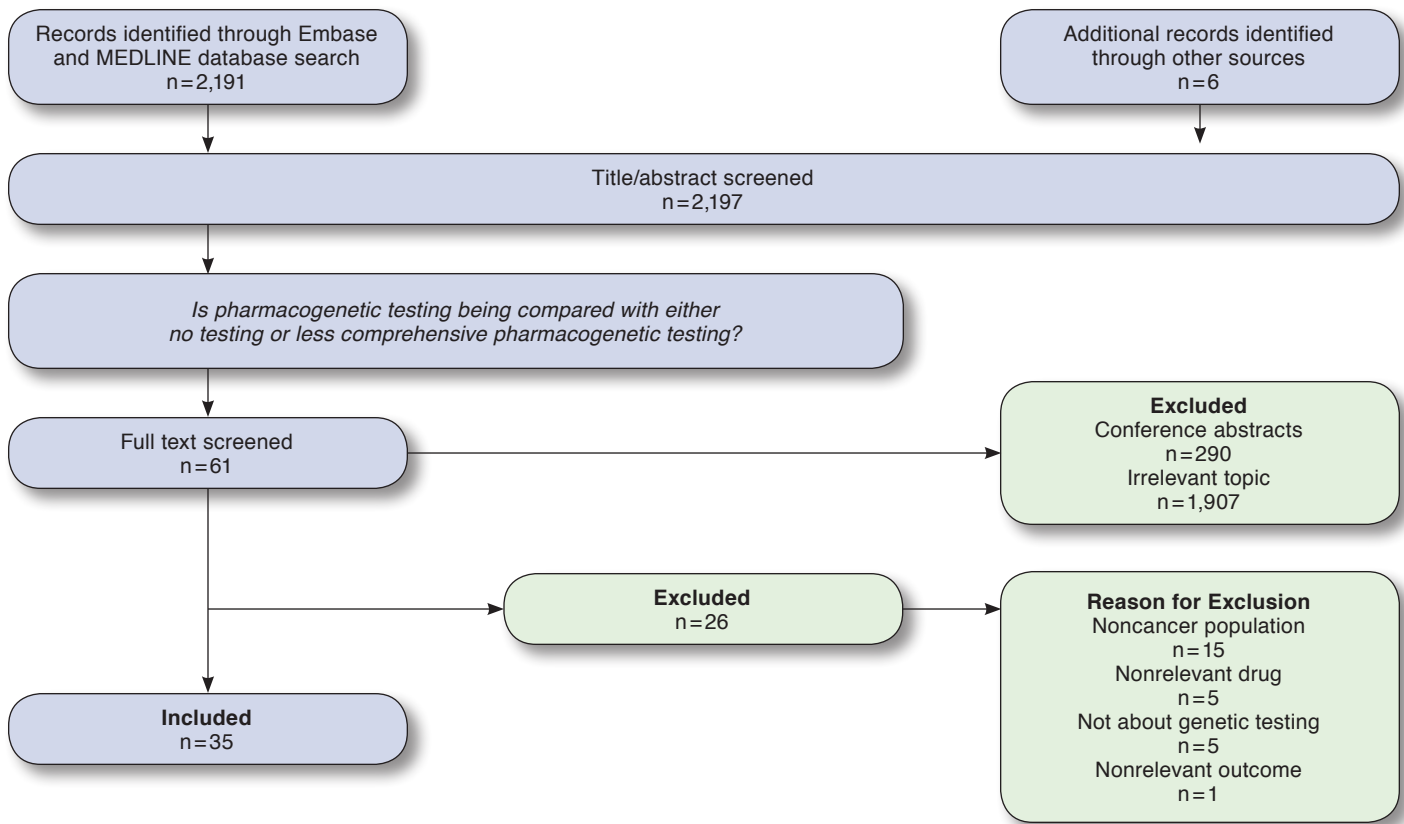 Records identified through Embase
and MEDLINE database search
n=2,191
Additional records identified
through other sources
n=6
Title/abstract screened
n=2,197
Is pharmacogenetic testing being compared with either
no testing or less comprehensive pharmacogenetic testing?
Full text screened
n=61
Excluded
Conference abstracts
n=290
Irrelevant topic
n=1,907
Excluded
n=26
Reason for Exclusion
Noncancer population
n=15
Nonrelevant drug
n=5
Not about genetic testing
n=5
Nonrelevant outcome
n=1
Included
n=35